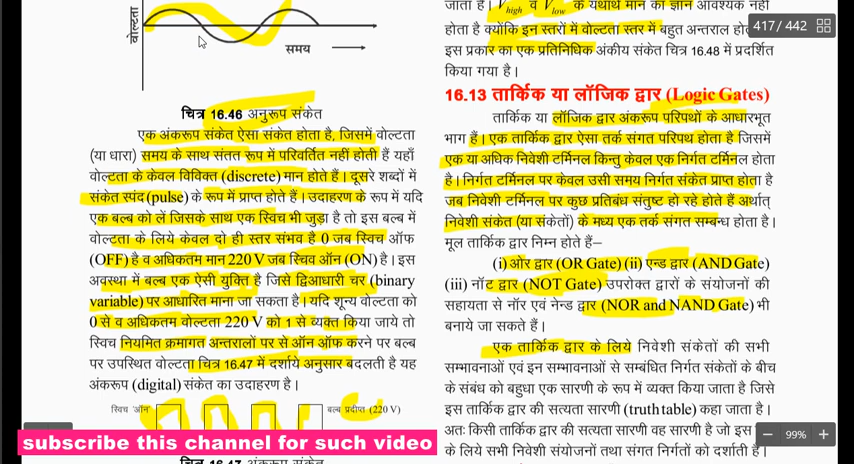 वोल्टता
समय
चित्र 16.46 अनुरूप संकेत
एक अंकरूप संकेत ऐसा संकेत होता है, जिसमें वोल्टता
(या धारा) समय के साथ संतत रूप में परिवर्तित नहीं होती हैं यहाँ
वोल्टता के केवल विविक्त (discrete) मान होते हैं। दूसरे शब्दों में
संकेत स्पंद (pulse) के रूप में प्राप्त होते हैं। उदाहरण के रूप में यदि
एक बल्ब को लें जिसके साथ एक स्विच भी जुड़ा है तो इस बल्ब में
वोल्टता के लिये केवल दो ही स्तर संभव है 0 जब स्विच ऑफ
(OFF) है व अधिकतम मान 220 V जब स्विच ऑन (ON) है। इस
अवस्था में बल्ब एक ऐसी युक्ति है जिसे द्विआधारी चर (binary
variable) पर आधारित माना जा सकता है। यदि शून्य वोल्टता को
0 से व अधिकतम वोल्टता 220 V को 1 से व्यक्त किया जाये तो
स्विच नियमित क्रमागत अन्तरालों पर से ऑन ऑफ करने पर बल्ब
पर उपस्थित वोल्टता चित्र 16.47 में दर्शाये अनुसार बदलती है यह
अंकरूप (digital) संकेत का उदाहरण है।
स्विच 'ऑन'
बल्ब प्रदीप्त (220 V)
subscribe this channel for such video
जाता है। V high व V low के यथार्थ मान का ज्ञान आवश्यक नहीं
होता है क्योंकि इन स्तरों में वोल्टता स्तर में बहुत अन्तराल
इस प्रकार का एक प्रतिनिधिक अंकीय संकेत चित्र 16.48 में प्रदर्शित
किया गया है।
417 / 442
16.13 तार्किक या लॉजिक द्वार (Logic Gates)
तार्किक या लॉजिक द्वार अंकरूप परिपथों के आधारभूत
भाग हैं। एक तार्किक द्वार ऐसा तर्क संगत परिपथ होता है जिसमें
एक या अधिक निवेशी टर्मिनल किन्तु केवल एक निर्गत टर्मिनल होता
है। निर्गत टर्मिनल पर केवल उसी समय निर्गत संकेत प्राप्त होता है
जब निवेशी टर्मिनल पर कुछ प्रतिबंध संतुष्ट हो रहे होते हैं अर्थात्
निवेशी संकेत (या संकेतों) के मध्य एक तर्क संगत सम्बन्ध होता है।
मूल तार्किक द्वार निम्न होते हैं–
(i) ओर द्वार (OR Gate) (ii) एन्ड द्वार (AND Gate)
(iii) नॉट द्वार (NOT Gate) उपरोक्त द्वारों के संयोजनों की
सहायता से नॉर एवं नेन्ड द्वार (NOR and NAND Gate) भी
बनाये जा सकते हैं।
एक तार्किक द्वार के लिये निवेशी संकेतों की सभी
सम्भावनाओं एवं इन सम्भावनाओं से सम्बंधित निर्गत संकेतों के बीच
के संबंध को बहुधा एक सारणी के रूप में व्यक्त किया जाता है जिसे
इस तार्किक द्वार की सत्यता सारणी (truth table) कहा जाता है।
अतः किसी तार्किक द्वार की सत्यता सारणी वह सारणी है जो इस
के लिये सभी निवेशी संयोजनों तथा संगत निर्गतों को दर्शाती है।
99%